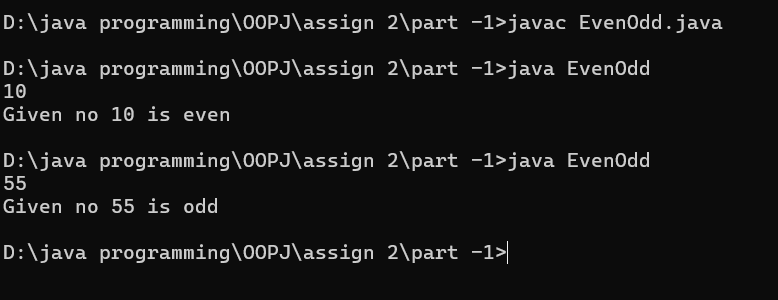 D:\java programming\OOPJ\assign 2\part -1>javac EvenOdd.java
D:\java programming\OOPJ\assign 2\part -1>java EvenOdd
10
Given no 10 is even
D:\java programming\OOPJ\assign 2\part -1>java EvenOdd
55
Given no 55 is odd
D:\java programming\OOPJ\assign 2\part -1>